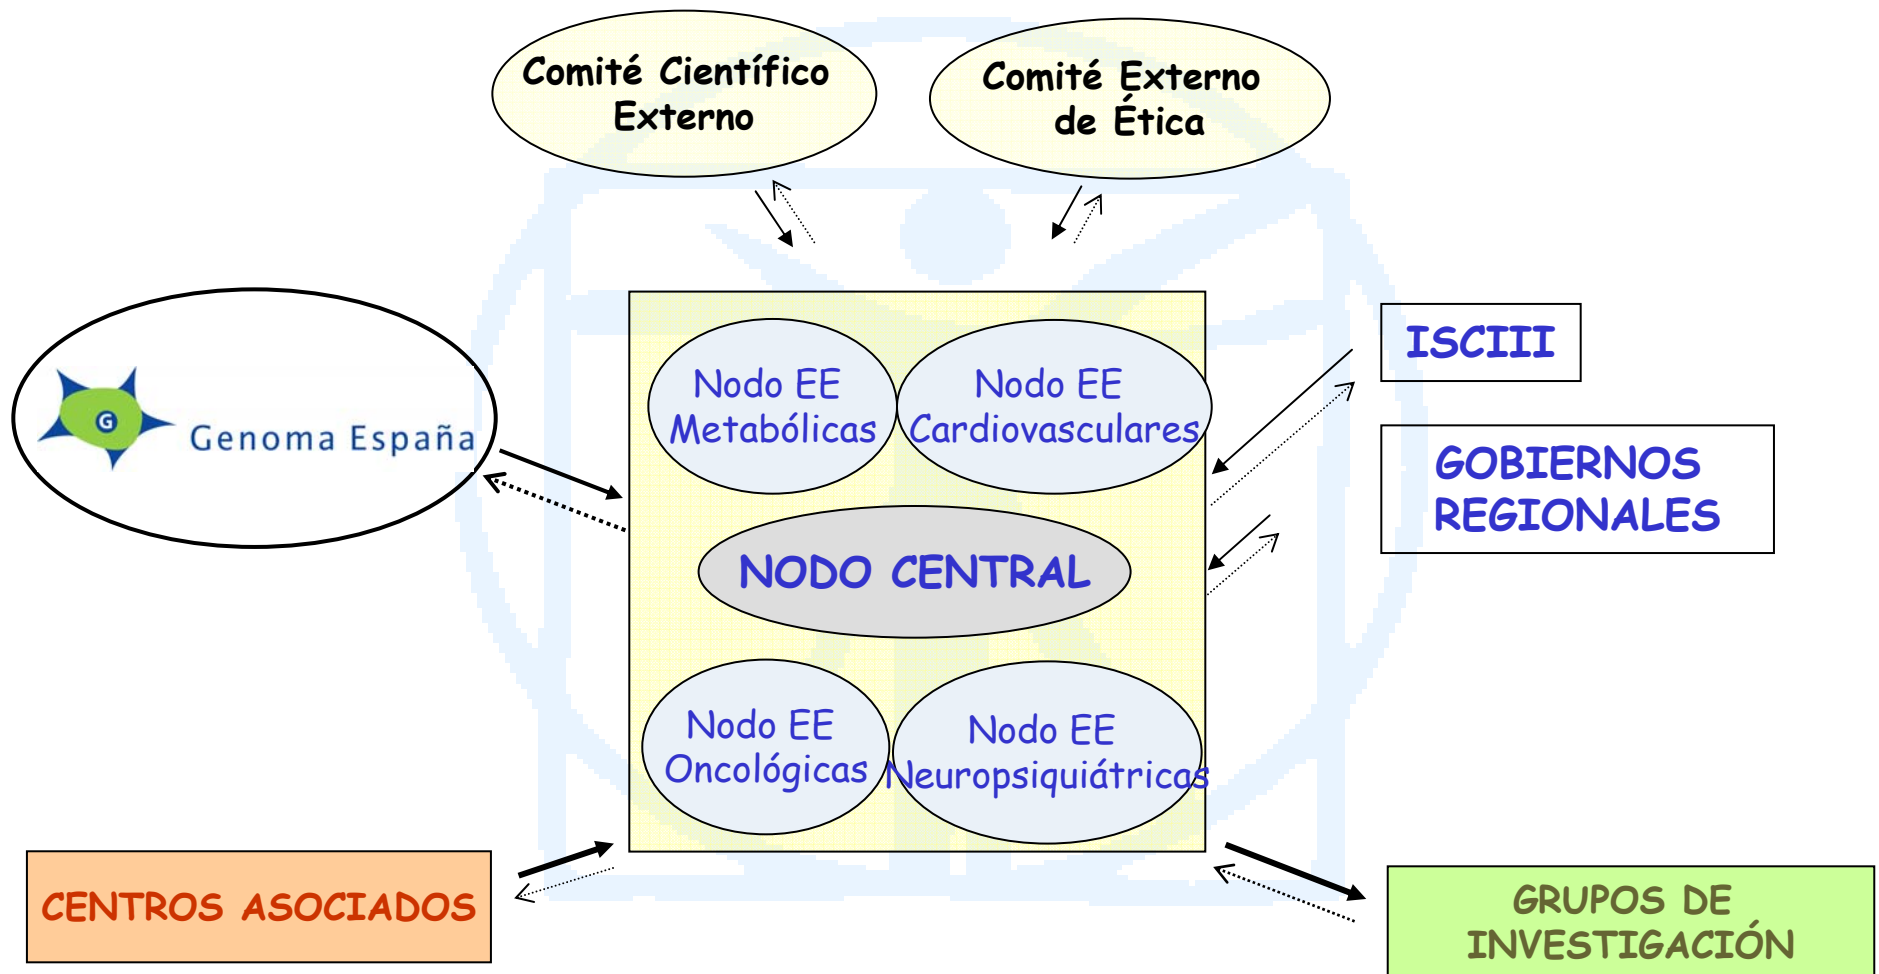 Comité Científico
Externo
Comité Externo
de Ética
G
Genoma España
Nodo EE
Metabólicas
Nodo EE
Cardiovasculares
ISCIII
GOBIERNOS
REGIONALES
NODO CENTRAL
Nodo EE
Oncológicas
Nodo EE
Neuropsiquiátricas
CENTROS ASOCIADOS
GRUPOS DE
INVESTIGACIÓN